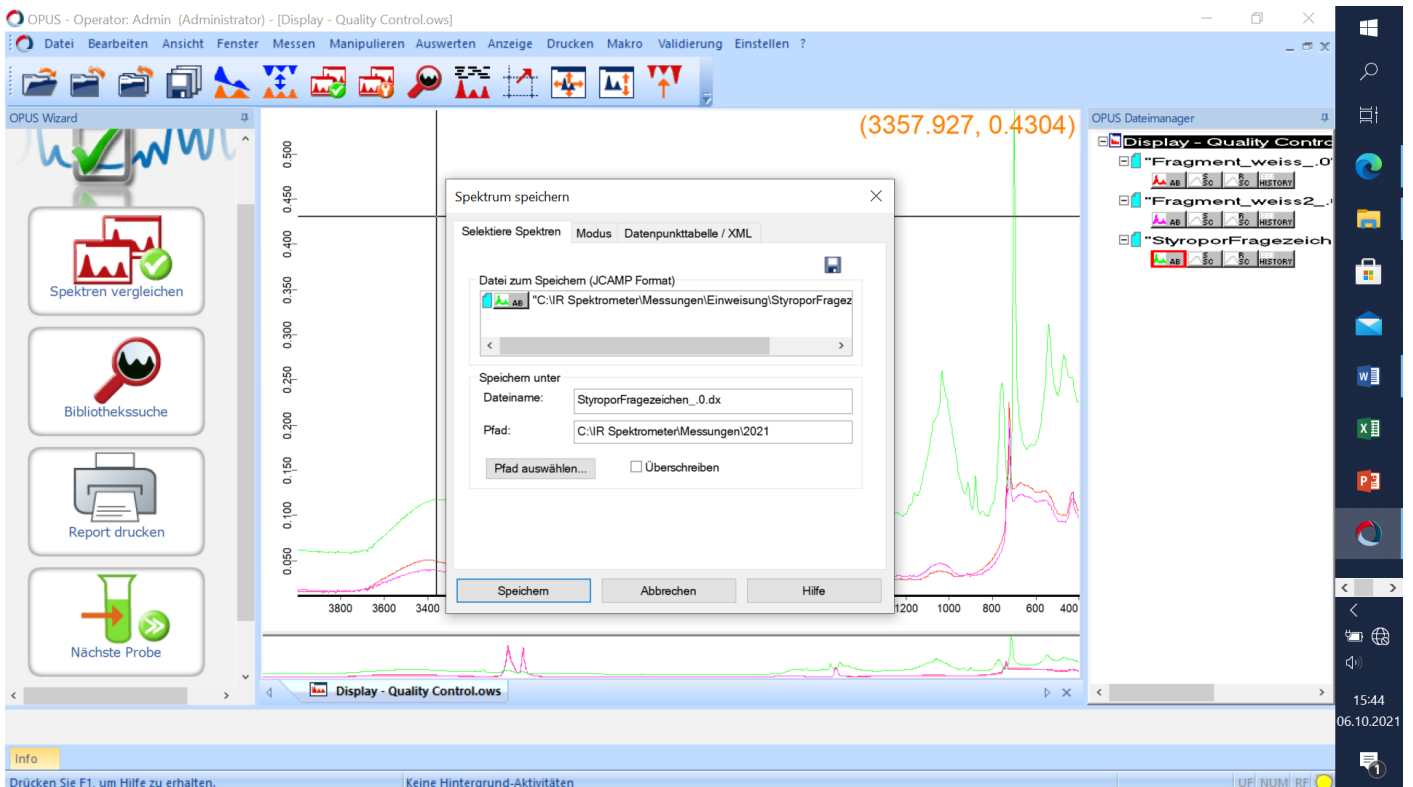 OPUS - Operator: Admin (Administrator) - [Display - Quality Control.ows]
Datei Bearbeiten Ansicht Fenster Messen Manipulieren Auswerten Anzeige Drucken Makro Validierung Einstellen ?
OPUS Wizard
Spektren vergleichen
Bibliothekssuche
Report drucken
Nächste Probe
(3357.927, 0.4304)
0.500
0.450
0.400
0.350
0.300
0.250
0.200
0.150
0.100
0.050
3800 3600 3400
1200 1000 800 600 400
Spektrum speichern
Selektiere Spektren Modus Datenpunkttabelle / XML
Datei zum Speichern (JCAMP Format)
AB "C:\IR Spektrometer\Messungen\Einweisung\StyroporFragez
Speichern unter
Dateiname: StyroporFragezeichen_.0.dx
Pfad: C:\IR Spektrometer\Messungen\2021
Pfad auswählen... Überschreiben
Speichern Abbrechen Hilfe
Display - Quality Control.ows
OPUS Dateimanager
Display - Quality Contro
"Fragment_weiss_.0"
AB S SC R SC HISTORY
"Fragment_weiss2_.
AB S SC R SC HISTORY
"StyroporFragezeich
AB S SC R SC HISTORY
Info
Drücken Sie F1, um Hilfe zu erhalten.
Keine Hintergrund-Aktivitäten
UF NUM RF
W
X
P
15:44
06.10.2021
1